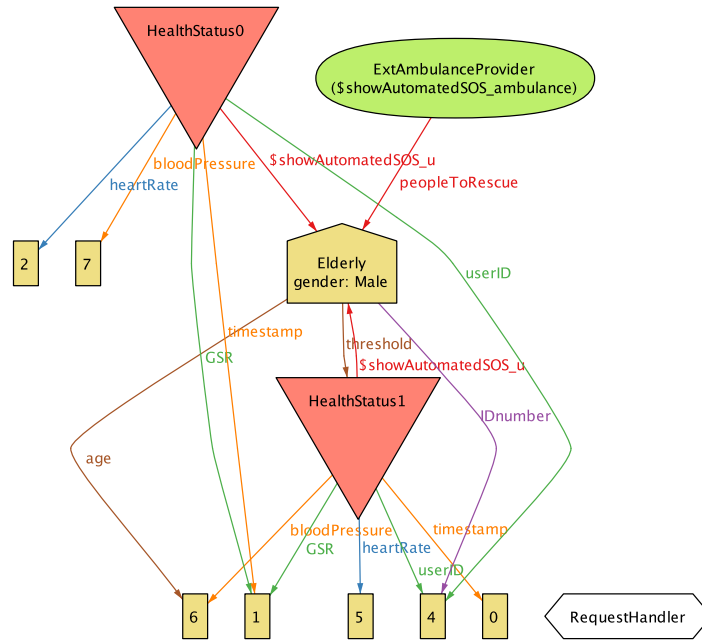 HealthStatus0
ExtAmbulanceProvider
($showAutomatedSOS_ambulance)
bloodPressure
$showAutomatedSOS_u
heartRate
peopleToRescue
2
7
Elderly
gender: Male
userID
timestamp
threshold
GSR
$showAutomatedSOS_u
HealthStatus1
IDnumber
age
bloodPressure
timestamp
GSR
heartRate
userID
6
1
5
4
0
RequestHandler